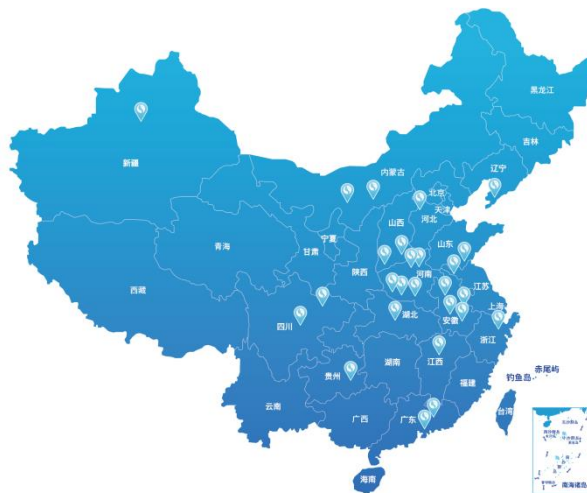 黑龙江
吉林
辽宁
内蒙古
新疆
北京
天津
河北
山西
山东
宁夏
甘肃
青海
陕西
河南
江苏
西藏
上海
安徽
湖北
四川
浙江
江西
湖南
贵州
福建
赤尾屿
钓鱼岛
云南
广西
广东
台湾
海南
南海诸岛